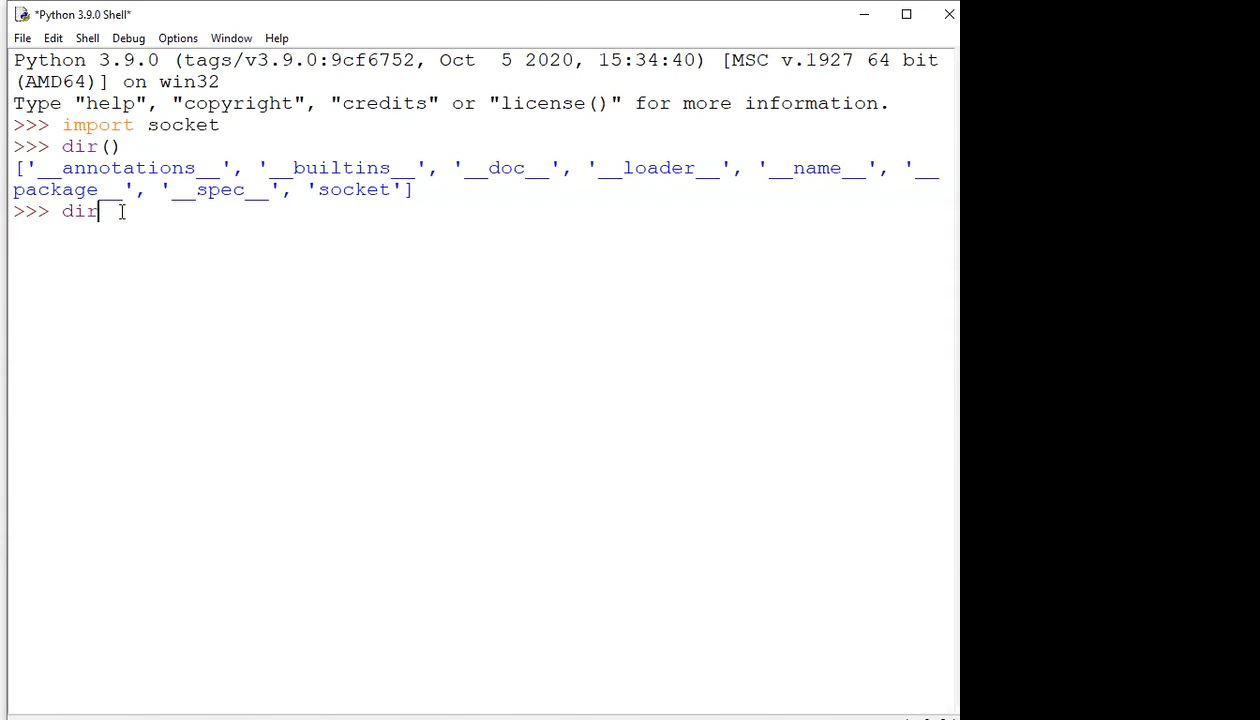 *Python 3.9.0 Shell*
File Edit Shell Debug Options Window Help
Python 3.9.0 (tags/v3.9.0:9cf6752, Oct  5 2020, 15:34:40) [MSC v.1927 64 bit
(AMD64)] on win32
Type "help", "copyright", "credits" or "license()" for more information.
>>> import socket
>>> dir()
['__annotations__', '__builtins__', '__doc__', '__loader__', '__name__', '__
package__', '__spec__', 'socket']
>>> dir